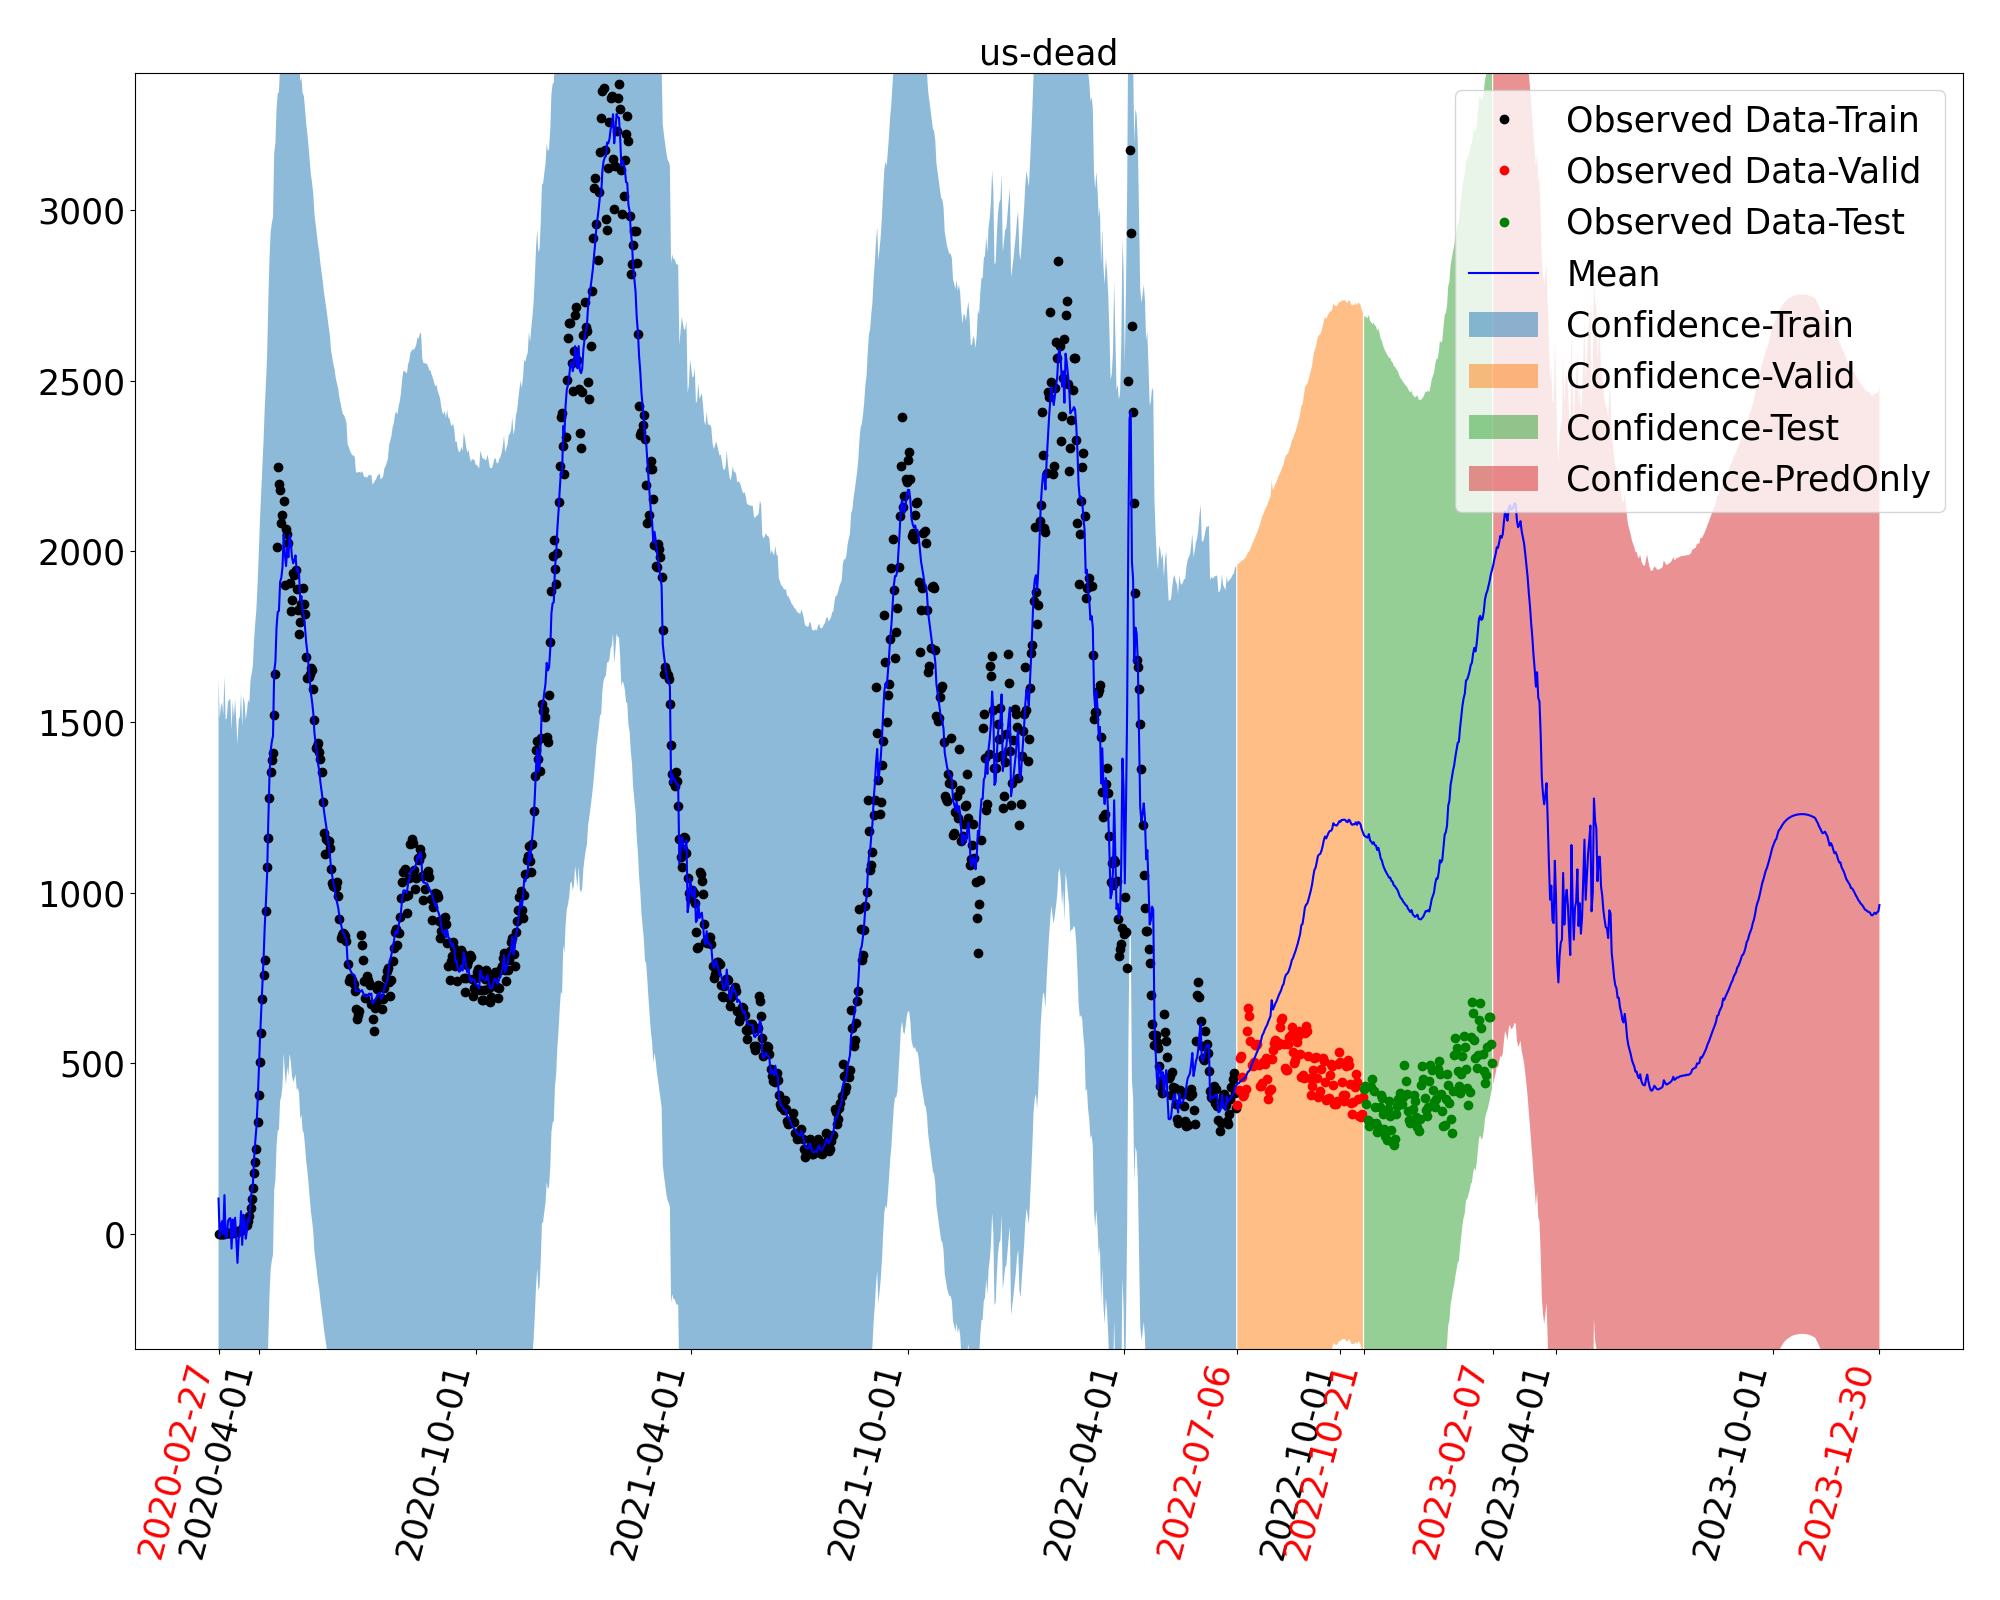 us-dead
3000
2500
2000
1500
1000
500
0
Observed Data-Train
Observed Data-Valid
Observed Data-Test
Mean
Confidence-Train
Confidence-Valid
Confidence-Test
Confidence-PredOnly
2020-02-27
2020-04-01
2020-10-01
2021-04-01
2021-10-01
2022-04-01
2022-07-06
2022-10-01
2022-10-21
2023-02-07
2023-04-01
2023-10-01
2023-12-30